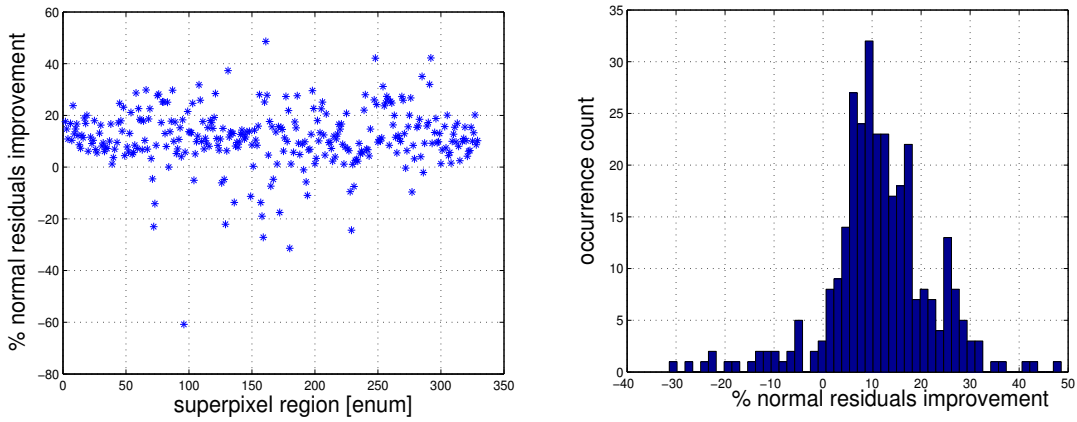 60
40
20
0
−20
−40
−60
−80
% normal residuals improvement
0 50 100 150 200 250 300 350
superpixel region [enum]
35
30
25
20
15
10
5
0
occurrence count
−40 −30 −20 −10 0 10 20 30 40 50
% normal residuals improvement